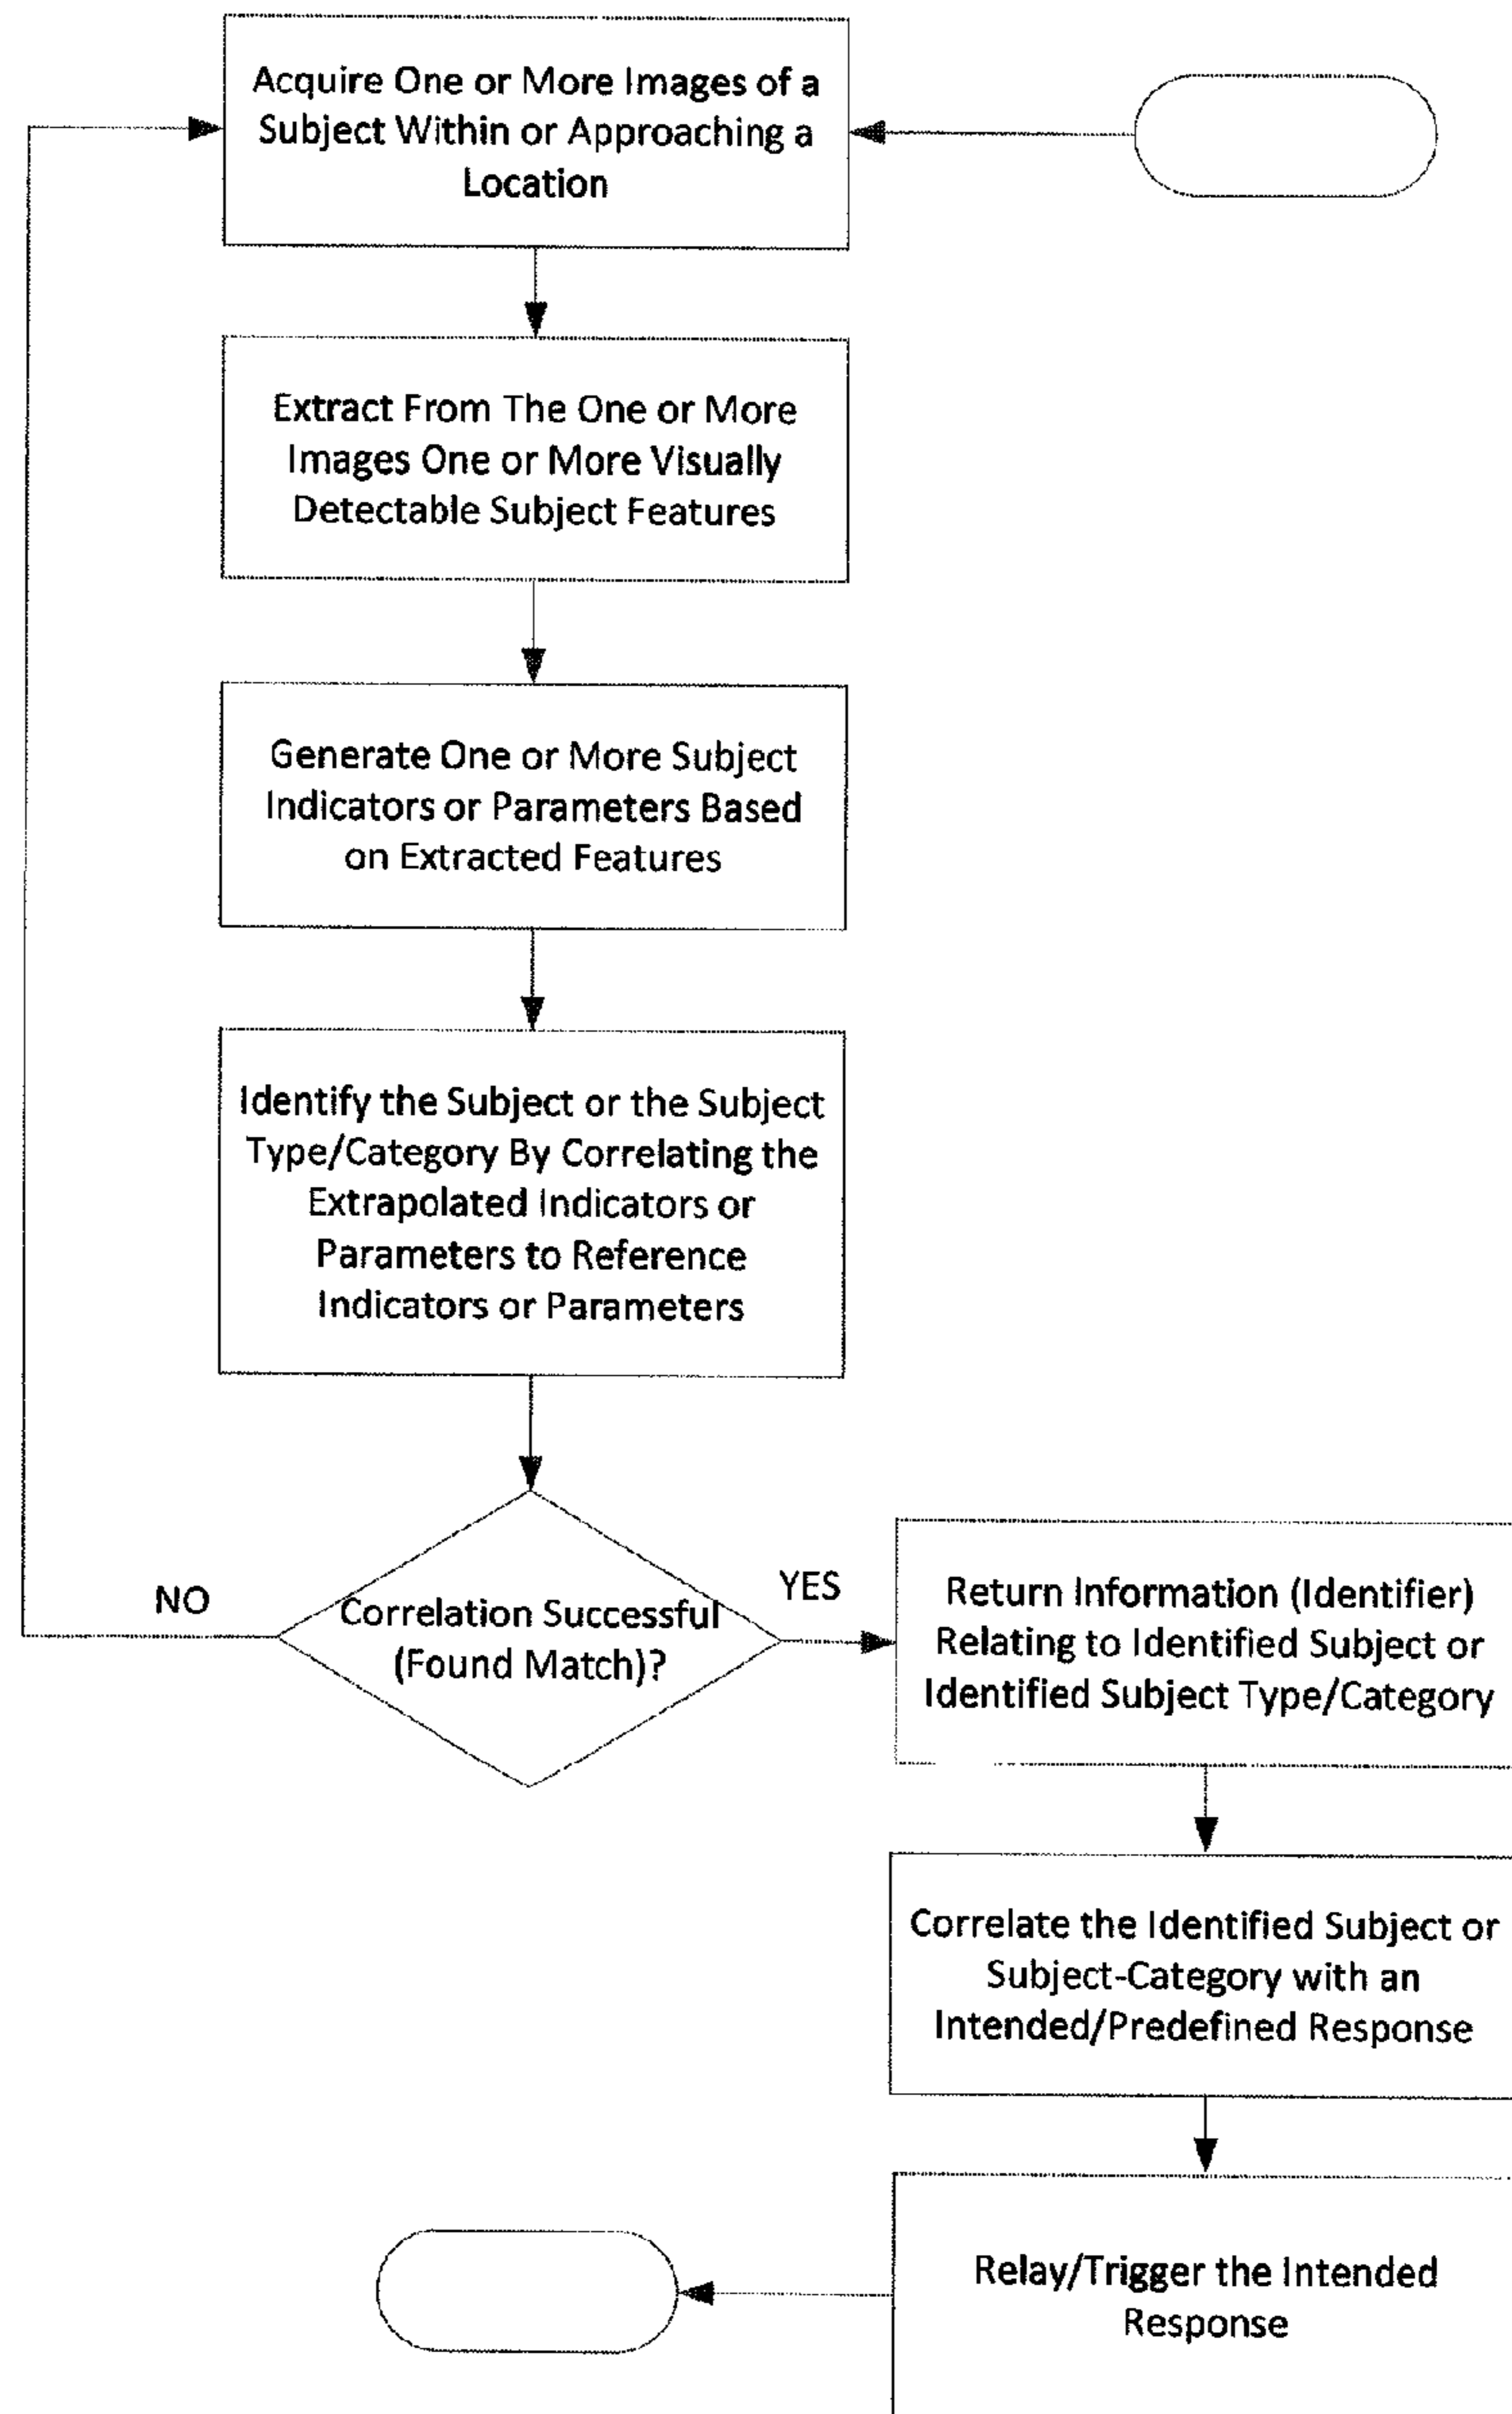 Acquire One or More Images of a
Subject Within or Approaching a
Location
Extract From The One or More
Images One or More Visually
Detectable Subject Features
Generate One or More Subject
Indicators or Parameters Based
on Extracted Features
Identify the Subject or the Subject
Type/Category By Correlating the
Extrapolated Indicators or
Parameters to Reference
Indicators or Parameters
Correlation Successful
(Found Match)?
NO
YES
Return Information (Identifier)
Relating to Identified Subject or
Identified Subject Type/Category
Correlate the Identified Subject or
Subject-Category with an
Intended/Predefined Response
Relay/Trigger the Intended
Response